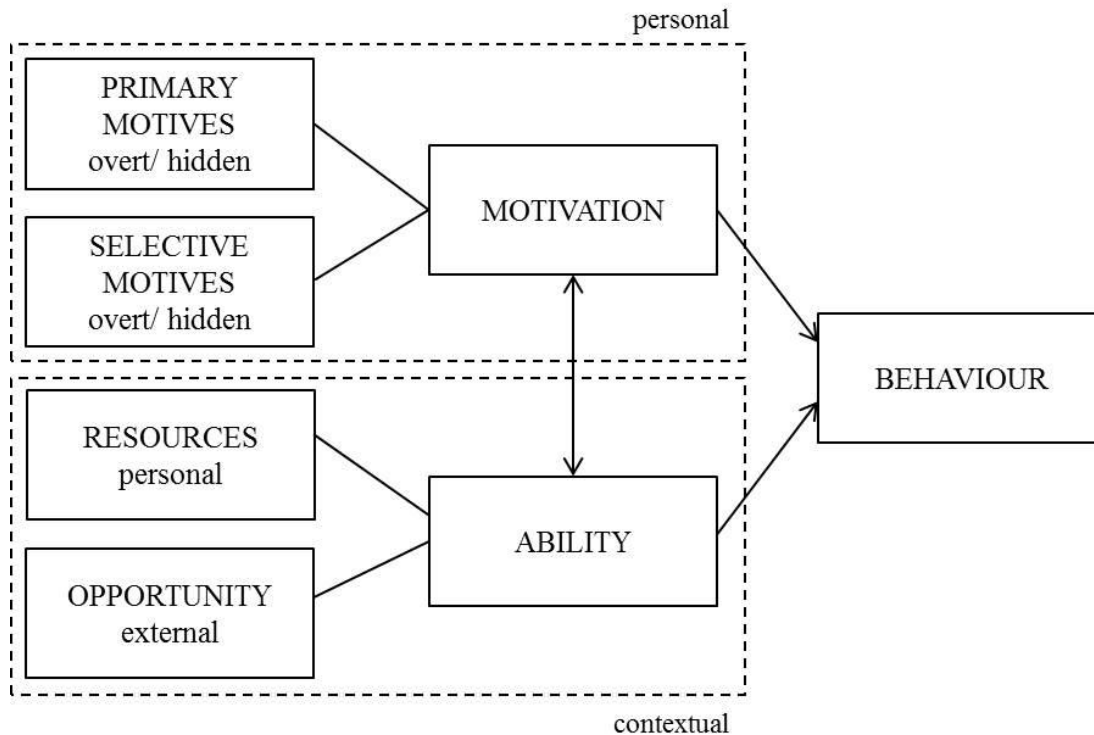 personal
PRIMARY
MOTIVES
overt/ hidden
MOTIVATION
SELECTIVE
MOTIVES
overt/ hidden
BEHAVIOUR
RESOURCES
personal
ABILITY
OPPORTUNITY
external
contextual